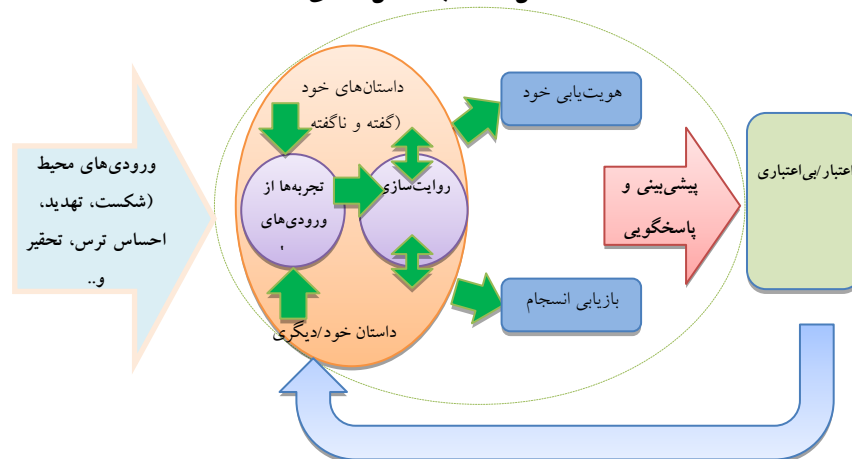 ورودی‌های محیط
(شکست، تهدید،
احساس ترس، تحقیر
و..
داستان‌های خود
(گفته و ناگفته
تجربه‌ها از
ورودی‌های
روایت‌سازی
داستان خود/دیگری
هویت‌یابی خود
بازیابی انسجام
پیشی‌بینی و
پاسخگویی
اعتبار/بی‌اعتباری